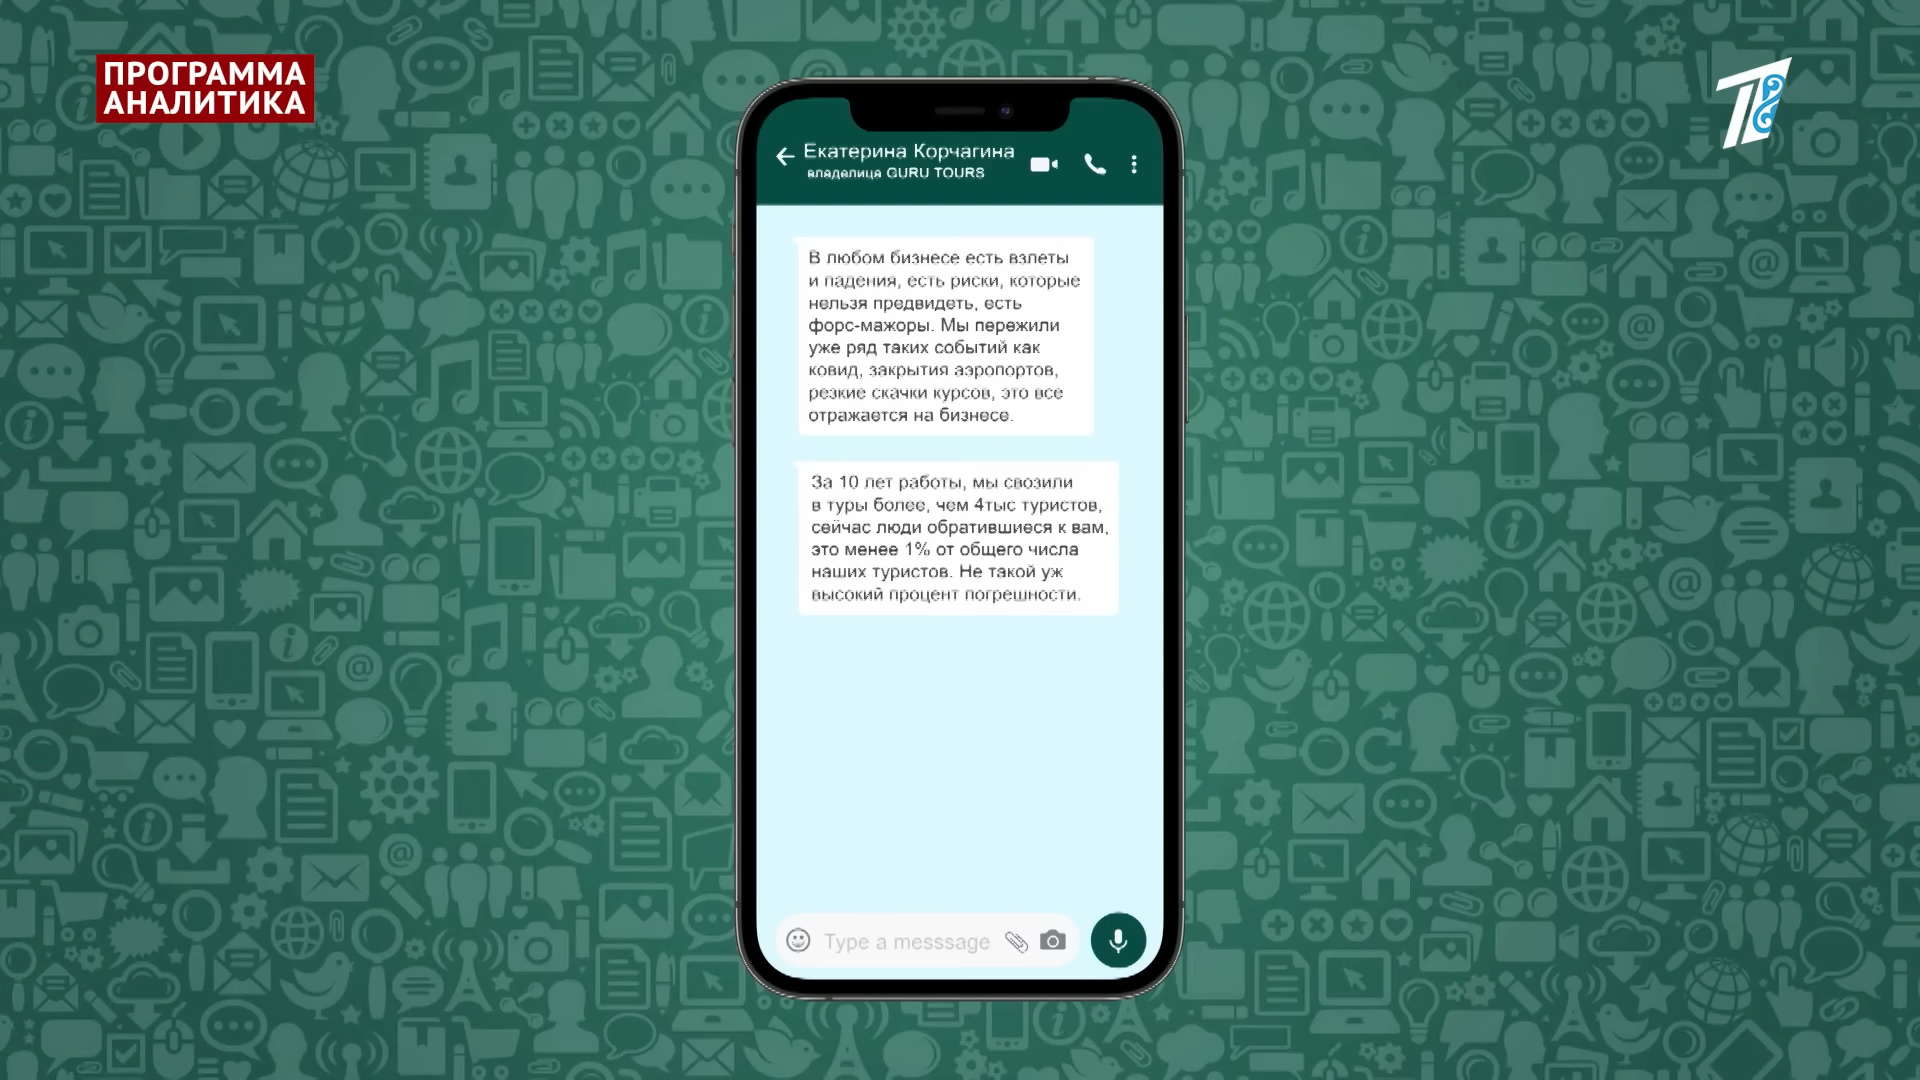 ПРОГРАММА
АНАЛИТИКА
Екатерина Корчагина
владелица GURU TOURS
В любом бизнесе есть взлеты
и падения, есть риски, которые
нельзя предвидеть, есть
форс-мажоры. Мы пережили
уже ряд таких событий как
ковид, закрытия аэропортов,
резкие скачки курсов, это все
отражается на бизнесе.
За 10 лет работы, мы свозили
в туры более, чем 4тыс туристов,
сейчас люди обратившиеся к вам,
это менее 1% от общего числа
наших туристов. Не такой уж
высокий процент погрешности.
Type a messsage